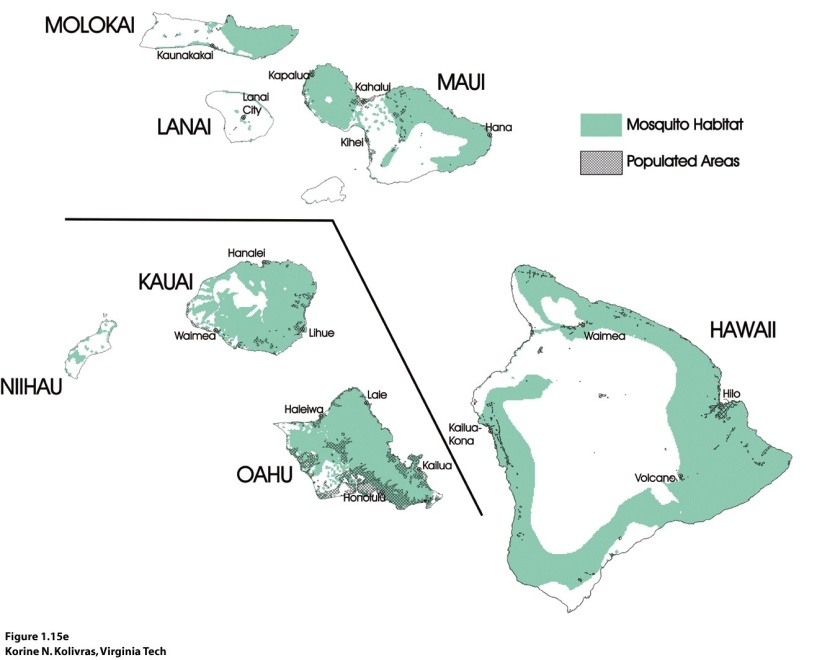 MOLOKAI
Kaunakakai
Kapalua
Kahului
MAUI
Lanai
City
LANAI
Kihei
Hana
Mosquito Habitat
Populated Areas
Hanalei
KAUAI
Waimea
Lihue
NIIHAU
Haleiwa
Laie
OAHU
Kailua
Honolulu
HAWAII
Waimea
Hilo
Kailua-
Kona
Volcano
Figure 1.15e
Korine N. Kolivras, Virginia Tech